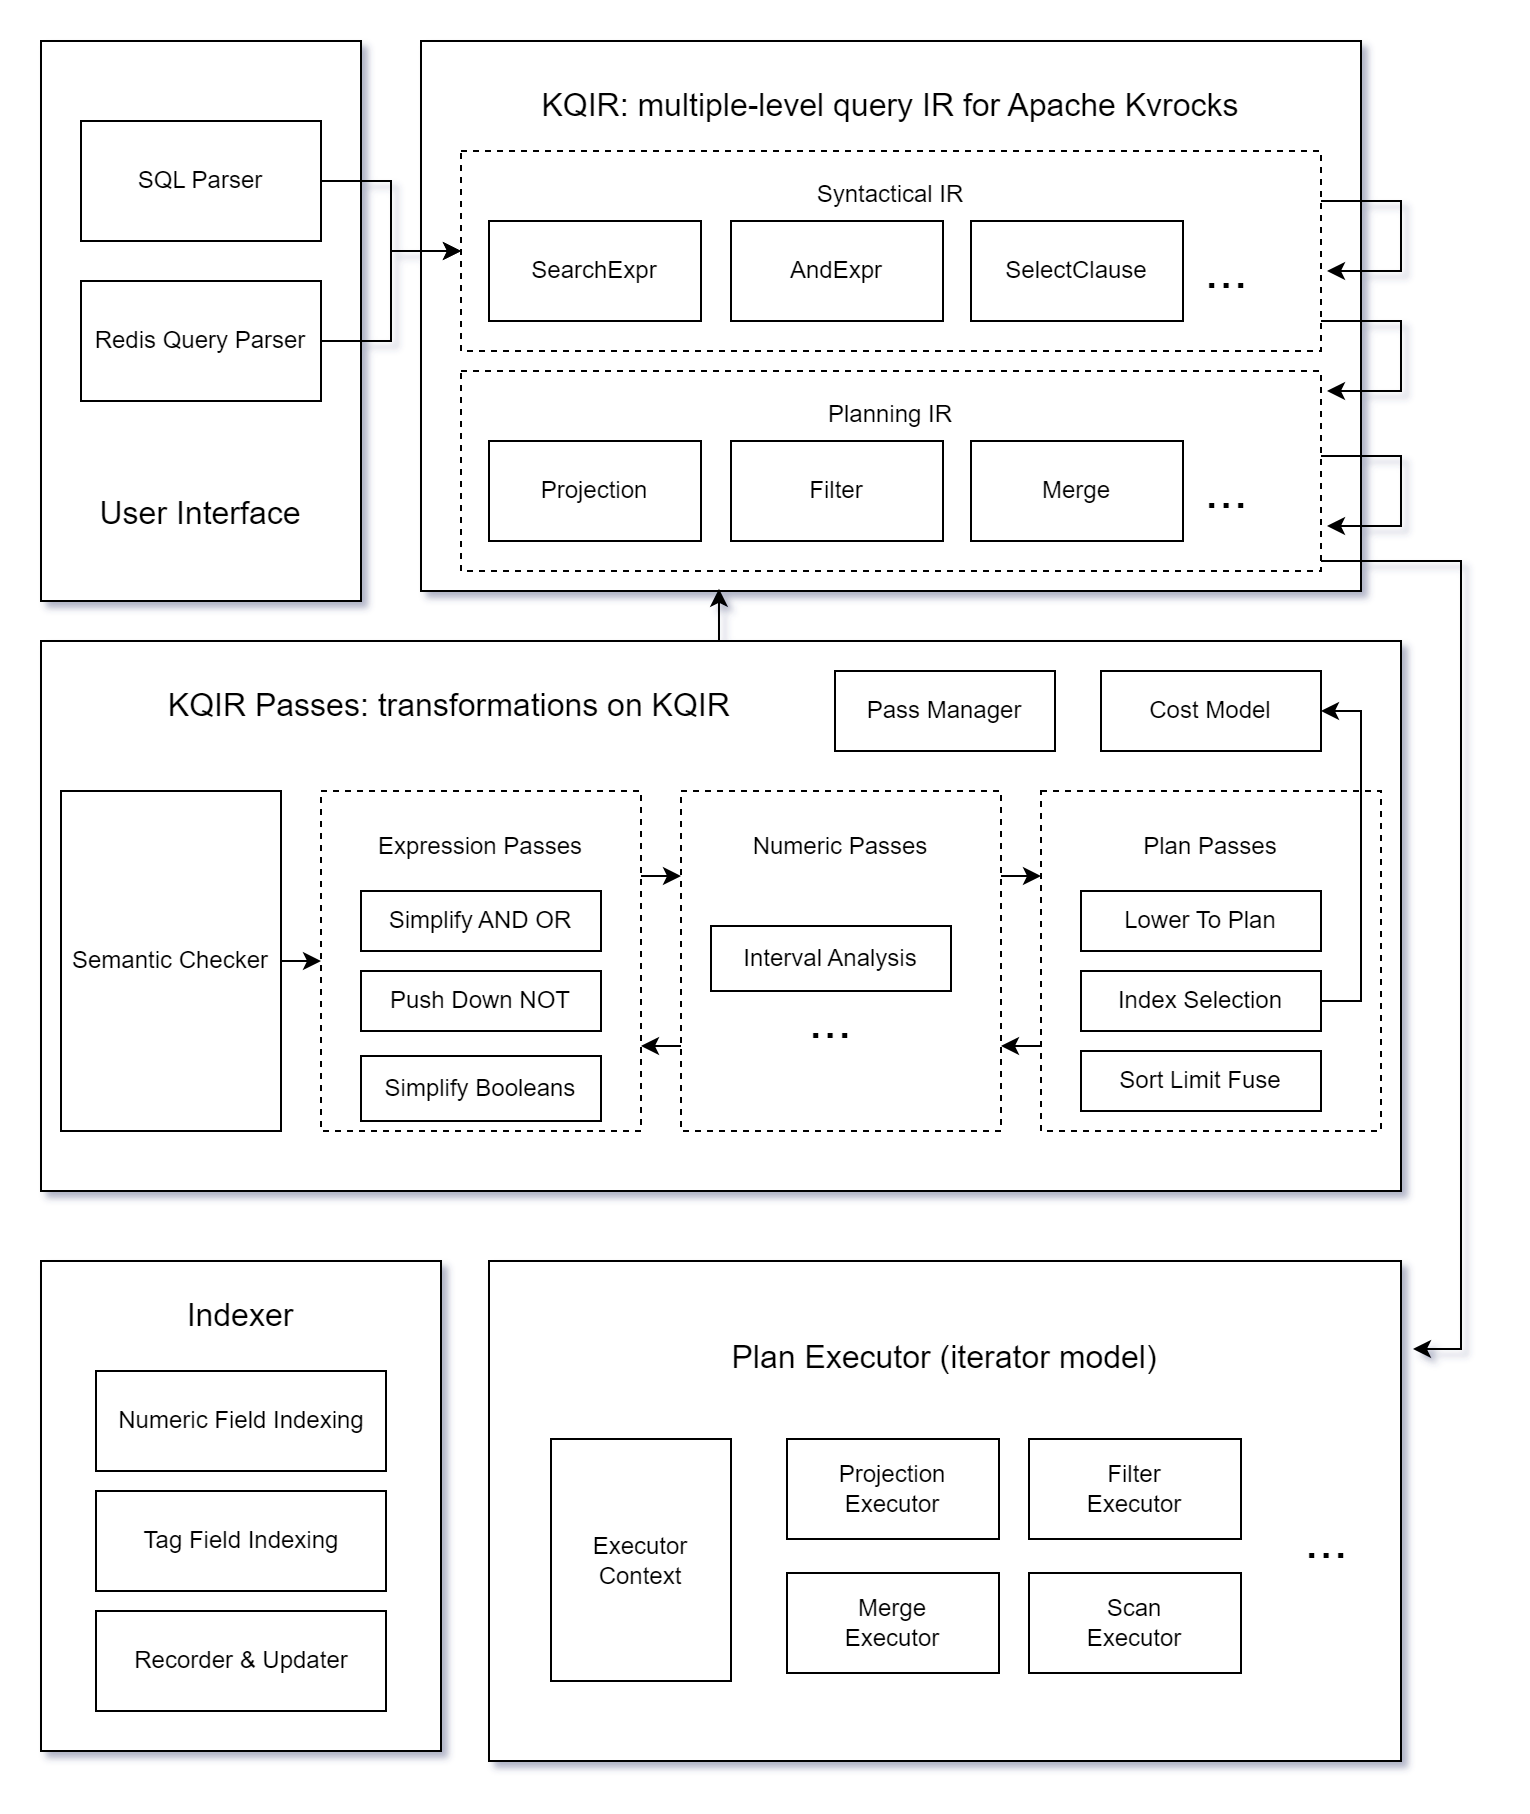 SQL Parser
Redis Query Parser
User Interface
KQIR: multiple-level query IR for Apache Kvrocks
Syntactical IR
SearchExpr
AndExpr
SelectClause
...
Planning IR
Projection
Filter
Merge
...
KQIR Passes: transformations on KQIR
Pass Manager
Cost Model
Semantic Checker
Expression Passes
Simplify AND OR
Push Down NOT
Simplify Booleans
Numeric Passes
Interval Analysis
...
Plan Passes
Lower To Plan
Index Selection
Sort Limit Fuse
Indexer
Numeric Field Indexing
Tag Field Indexing
Recorder & Updater
Plan Executor (iterator model)
Executor
Context
Projection
Executor
Filter
Executor
Merge
Executor
Scan
Executor
...